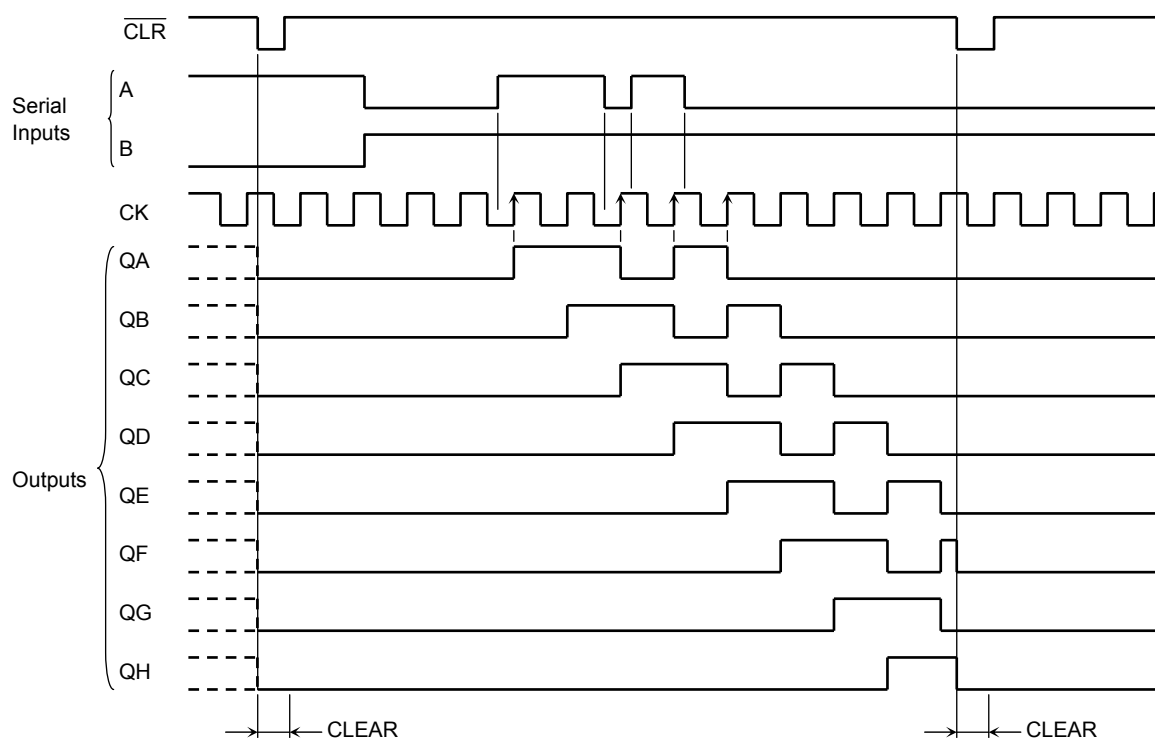 CLR
A
Serial
Inputs
B
CK
QA
QB
QC
QD
Outputs
QE
QF
QG
QH
CLEAR
CLEAR